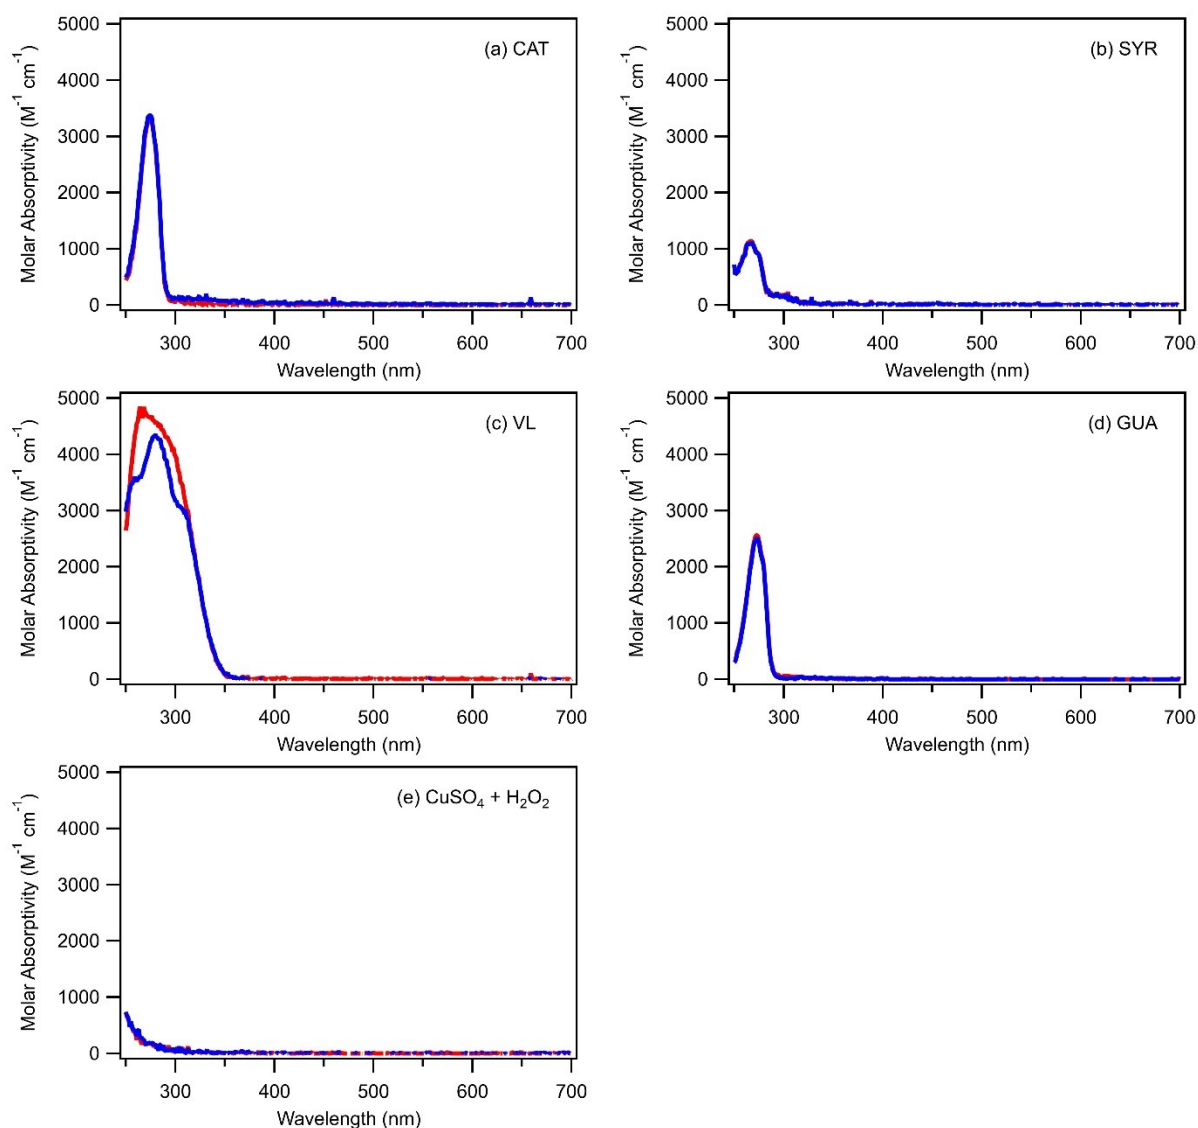 (a) CAT
Molar Absorptivity (M⁻¹ cm⁻¹)
5000
4000
3000
2000
1000
0
300 400 500 600 700
Wavelength (nm)
(b) SYR
Molar Absorptivity (M⁻¹ cm⁻¹)
5000
4000
3000
2000
1000
0
300 400 500 600 700
Wavelength (nm)
(c) VL
Molar Absorptivity (M⁻¹ cm⁻¹)
5000
4000
3000
2000
1000
0
300 400 500 600 700
Wavelength (nm)
(d) GUA
Molar Absorptivity (M⁻¹ cm⁻¹)
5000
4000
3000
2000
1000
0
300 400 500 600 700
Wavelength (nm)
(e) CuSO₄ + H₂O₂
Molar Absorptivity (M⁻¹ cm⁻¹)
5000
4000
3000
2000
1000
0
300 400 500 600 700
Wavelength (nm)